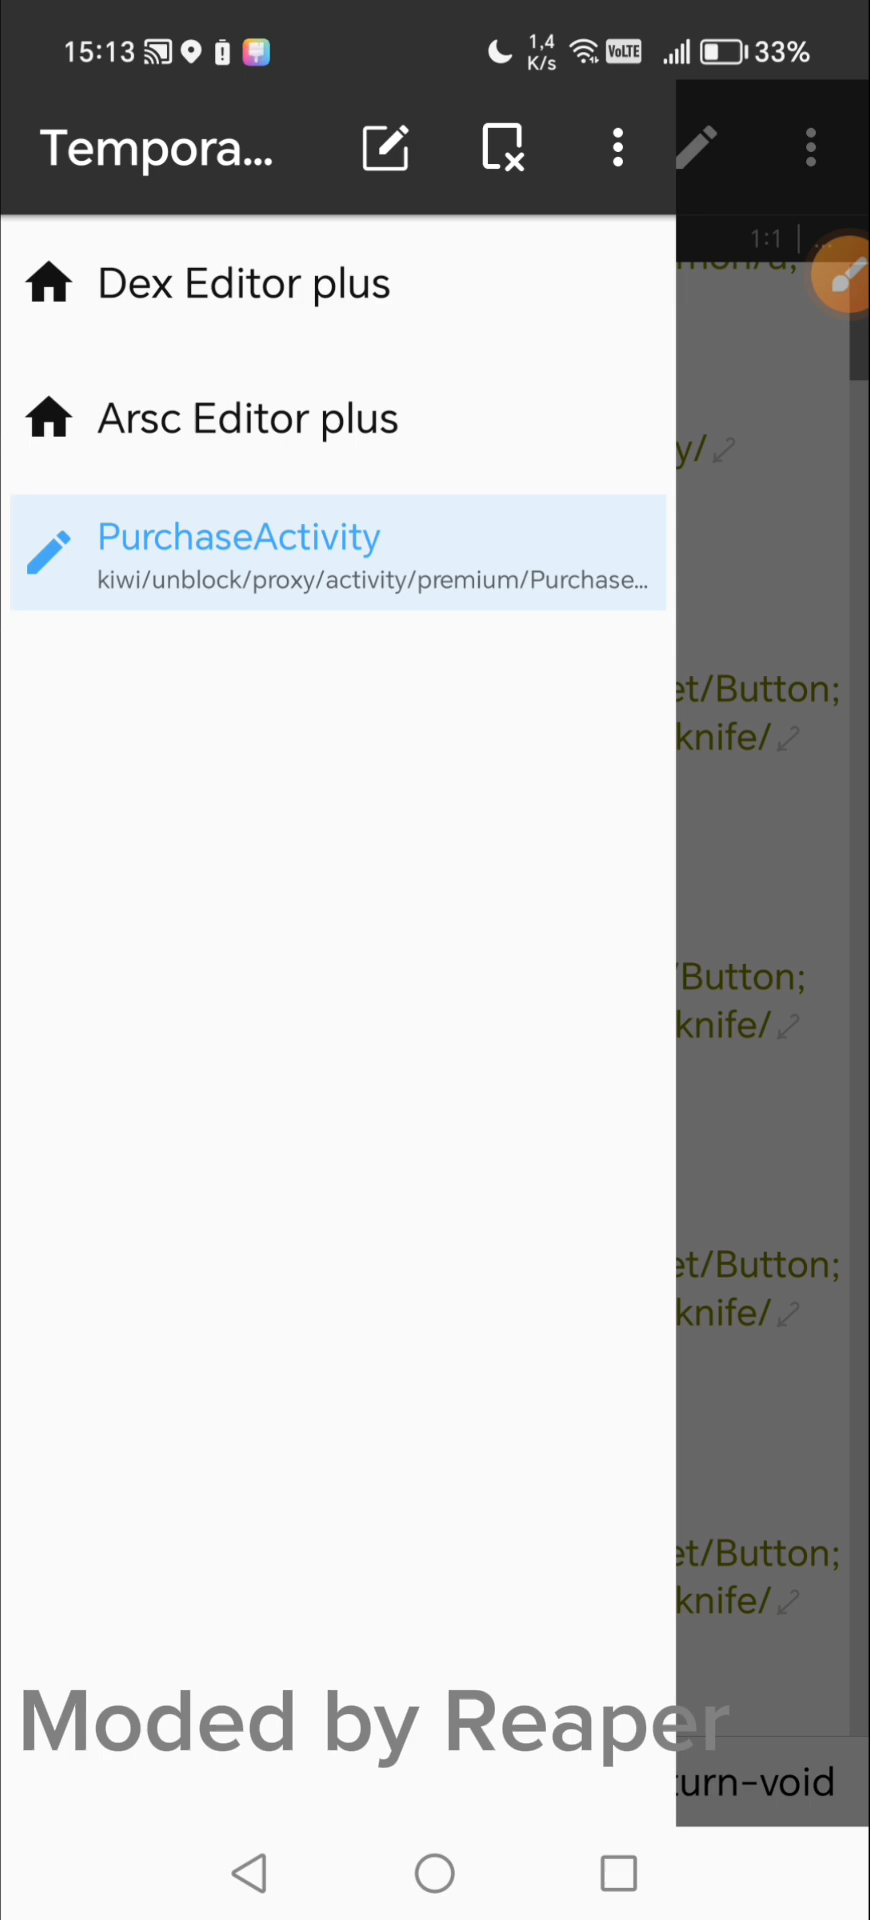 15:13
1,4 K/s
VoLTE
33%
Tempora...
1:1 | ...
Dex Editor plus
Arsc Editor plus
y/
PurchaseActivity
kiwi/unblock/proxy/activity/premium/Purchase...
et/Button;
knife/
/Button;
knife/
et/Button;
knife/
et/Button;
knife/
Moded by Reaper
turn-void